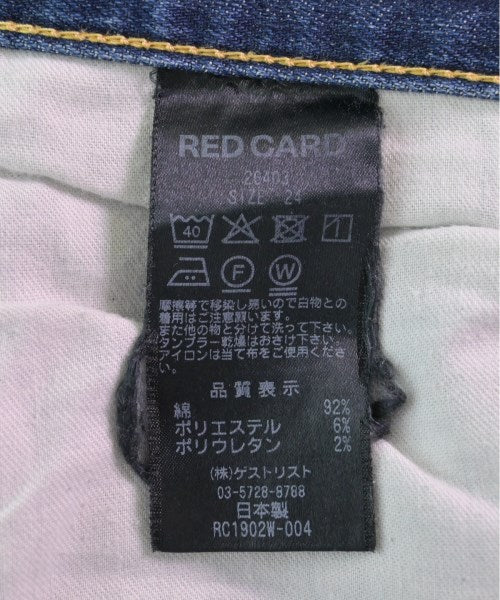 RED CARD
26403
SIZE 24
40
F W
摩擦等で移染し易いので白物との
着用はご注意願います。
また他の物と分けて洗って下さい。
タンブラー乾燥はおさけ下さい。
アイロンは当て布をご使用ください。
品質表示
綿 92%
ポリエステル 6%
ポリウレタン 2%
(株)ゲストリスト
03-5728-8788
日本製
RC1902W-004